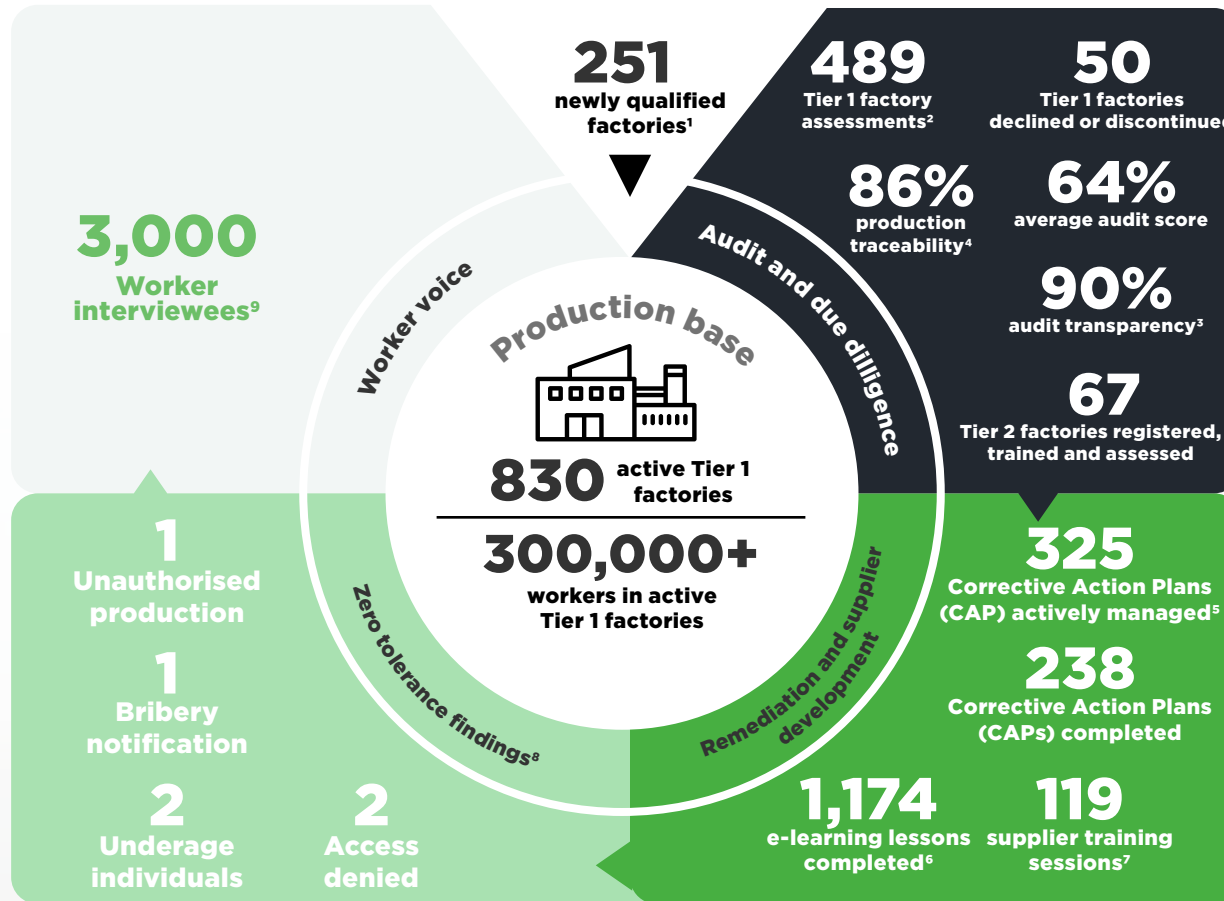 251
newly qualified
factories¹
489
Tier 1 factory
assessments²
50
Tier 1 factories
declined or discontinued
86%
production
traceability⁴
64%
average audit score
90%
audit transparency³
67
Tier 2 factories registered,
trained and assessed
Audit and due dilligence
3,000
Worker
interviewees⁹
Worker voice
Production base
830
active Tier 1
factories
300,000+
workers in active
Tier 1 factories
325
Corrective Action Plans
(CAP) actively managed⁵
238
Corrective Action Plans
(CAPs) completed
1,174
e-learning lessons
completed⁶
119
supplier training
sessions⁷
Remediation and supplier
development
Zero tolerance findings⁸
1
Unauthorised
production
1
Bribery
notification
2
Underage
individuals
2
Access
denied